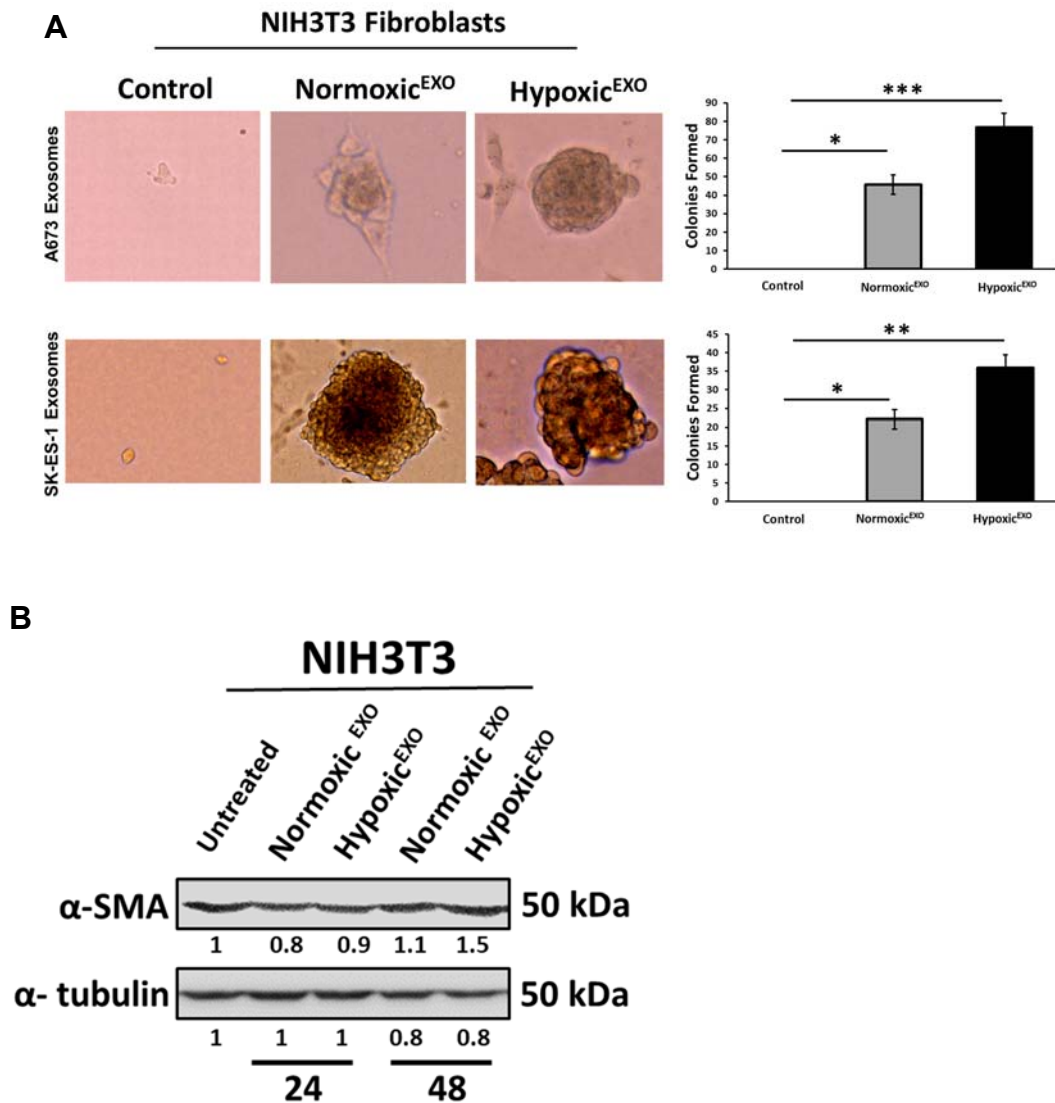 A
NIH3T3 Fibroblasts
Control
Normoxic^EXO
Hypoxic^EXO
A673 Exosomes
Colonies Formed
90
80
70
60
50
40
30
20
10
0
***
*
Control
Normoxic^EXO
Hypoxic^EXO
SK-ES-1 Exosomes
Colonies Formed
45
40
35
30
25
20
15
10
5
0
**
*
Control
Normoxic^EXO
Hypoxic^EXO
B
NIH3T3
Untreated
Normoxic ^EXO
Hypoxic^EXO
Normoxic ^EXO
Hypoxic^EXO
α-SMA
50 kDa
1 0.8 0.9 1.1 1.5
α- tubulin
50 kDa
1 1 1 0.8 0.8
24 48